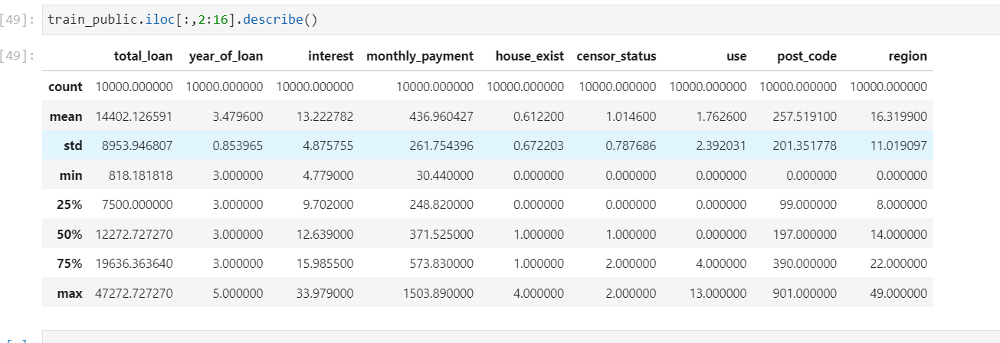 [49]: train_public.iloc[:,2:16].describe()
[49]: total_loan year_of_loan interest monthly_payment house_exist censor_status use post_code region
count 10000.000000 10000.000000 10000.000000 10000.000000 10000.000000 10000.000000 10000.000000 10000.000000 10000.000000
mean 14402.126591 3.479600 13.222782 436.960427 0.612200 1.014600 1.762600 257.519100 16.319900
std 8953.946807 0.853965 4.875755 261.754396 0.672203 0.787686 2.392031 201.351778 11.019097
min 818.181818 3.000000 4.779000 30.440000 0.000000 0.000000 0.000000 0.000000 0.000000
25% 7500.000000 3.000000 9.702000 248.820000 0.000000 0.000000 0.000000 99.000000 8.000000
50% 12272.727270 3.000000 12.639000 371.525000 1.000000 1.000000 0.000000 197.000000 14.000000
75% 19636.363640 3.000000 15.985500 573.830000 1.000000 2.000000 4.000000 390.000000 22.000000
max 47272.727270 5.000000 33.979000 1503.890000 4.000000 2.000000 13.000000 901.000000 49.000000